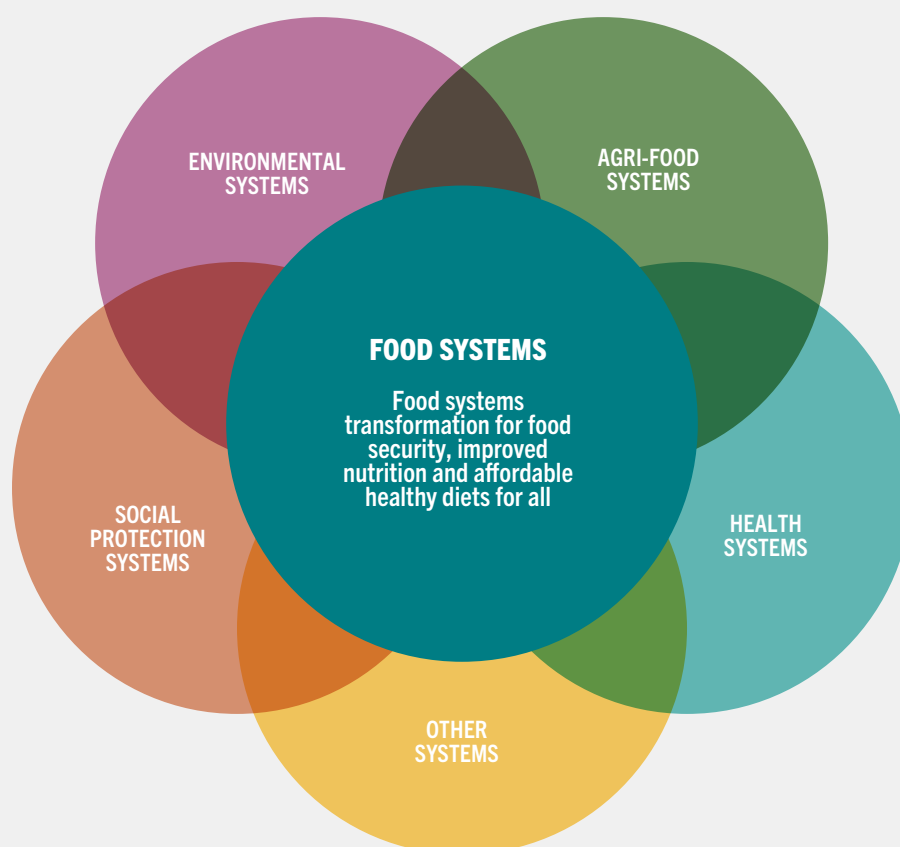 ENVIRONMENTAL
SYSTEMS
AGRI-FOOD
SYSTEMS
FOOD SYSTEMS
Food systems
transformation for food
security, improved
nutrition and affordable
healthy diets for all
SOCIAL
PROTECTION
SYSTEMS
HEALTH
SYSTEMS
OTHER
SYSTEMS